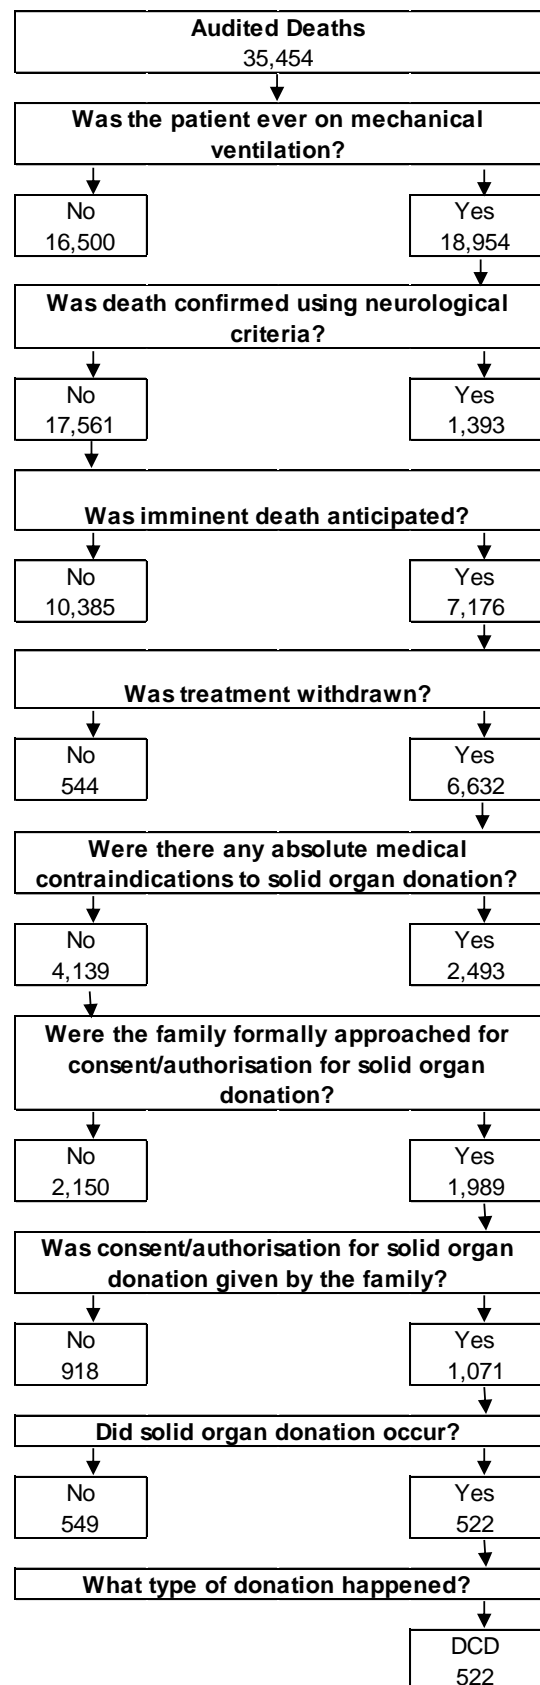 Audited Deaths
35,454
Was the patient ever on mechanical
ventilation?
No
16,500
Yes
18,954
Was death confirmed using neurological
criteria?
No
17,561
Yes
1,393
Was imminent death anticipated?
No
10,385
Yes
7,176
Was treatment withdrawn?
No
544
Yes
6,632
Were there any absolute medical
contraindications to solid organ donation?
No
4,139
Yes
2,493
Were the family formally approached for
consent/authorisation for solid organ
donation?
No
2,150
Yes
1,989
Was consent/authorisation for solid organ
donation given by the family?
No
918
Yes
1,071
Did solid organ donation occur?
No
549
Yes
522
What type of donation happened?
DCD
522